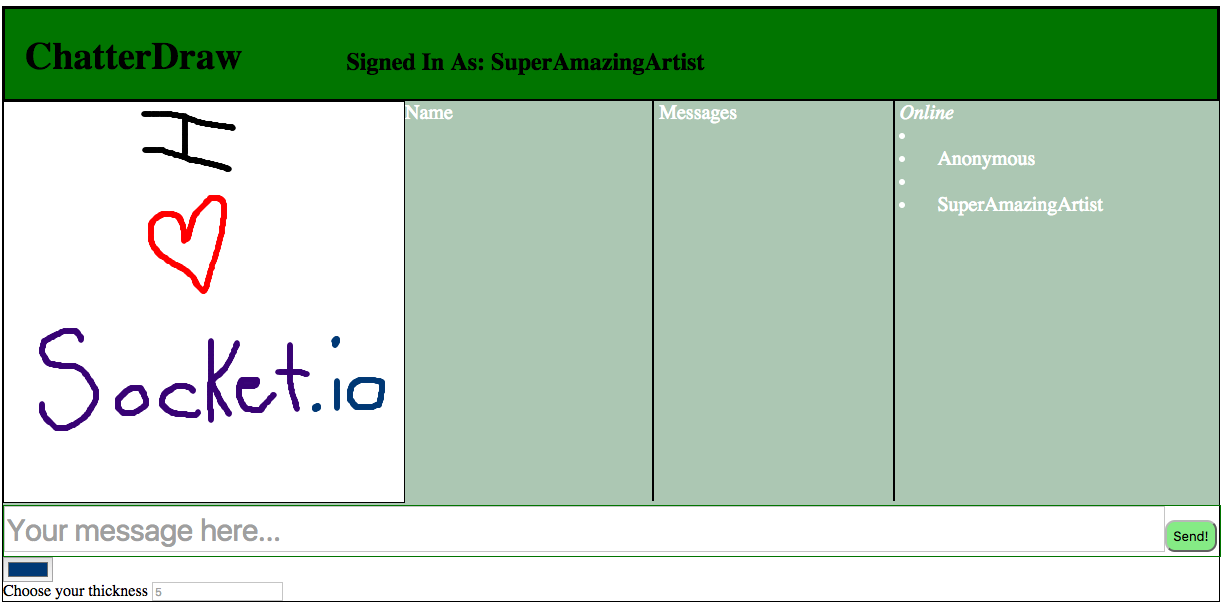 ChatterDraw Signed In As: SuperAmazingArtist
I
Socket.io
Name
Messages
Online
Anonymous
SuperAmazingArtist
Your message here...
Send!
Choose your thickness 5